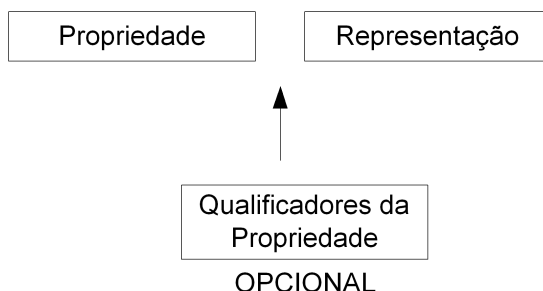 Propriedade
Representação
Qualificadores da
Propriedade
OPCIONAL